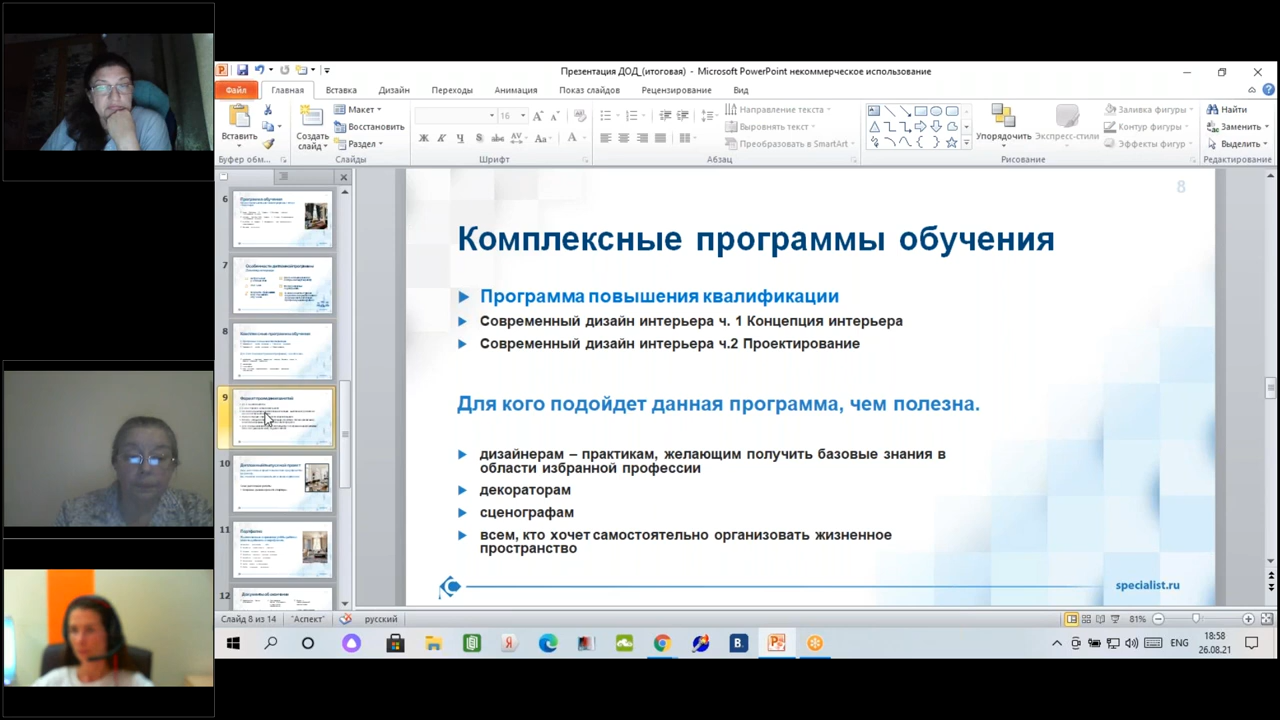 Презентация ДОД_(итоговая) - Microsoft PowerPoint некоммерческое использование
Файл Главная Вставка Дизайн Переходы Анимация Показ слайдов Рецензирование Вид
Вставить
Буфер обм...
Создать слайд
Макет
Восстановить
Раздел
Слайды
16
Шрифт
Направление текста
Выровнять текст
Преобразовать в SmartArt
Абзац
Упорядочить
Экспресс-стили
Заливка фигуры
Контур фигуры
Эффекты фигур
Рисование
Найти
Заменить
Выделить
Редактирование
6
7
8
9
10
11
12
8
Комплексные программы обучения
Программа повышения квалификации
Современный дизайн интерьера ч. 1 Концепция интерьера
Современный дизайн интерьера ч.2 Проектирование
Для кого подойдет данная программа, чем полезна.
дизайнерам – практикам, желающим получить базовые знания в
области избранной профессии
декораторам
сценографам
всем, кто хочет самостоятельно организовать жизненное
пространство
specialist.ru
Слайд 8 из 14 "Аспект" русский 81%
ENG 18:58
26.08.21